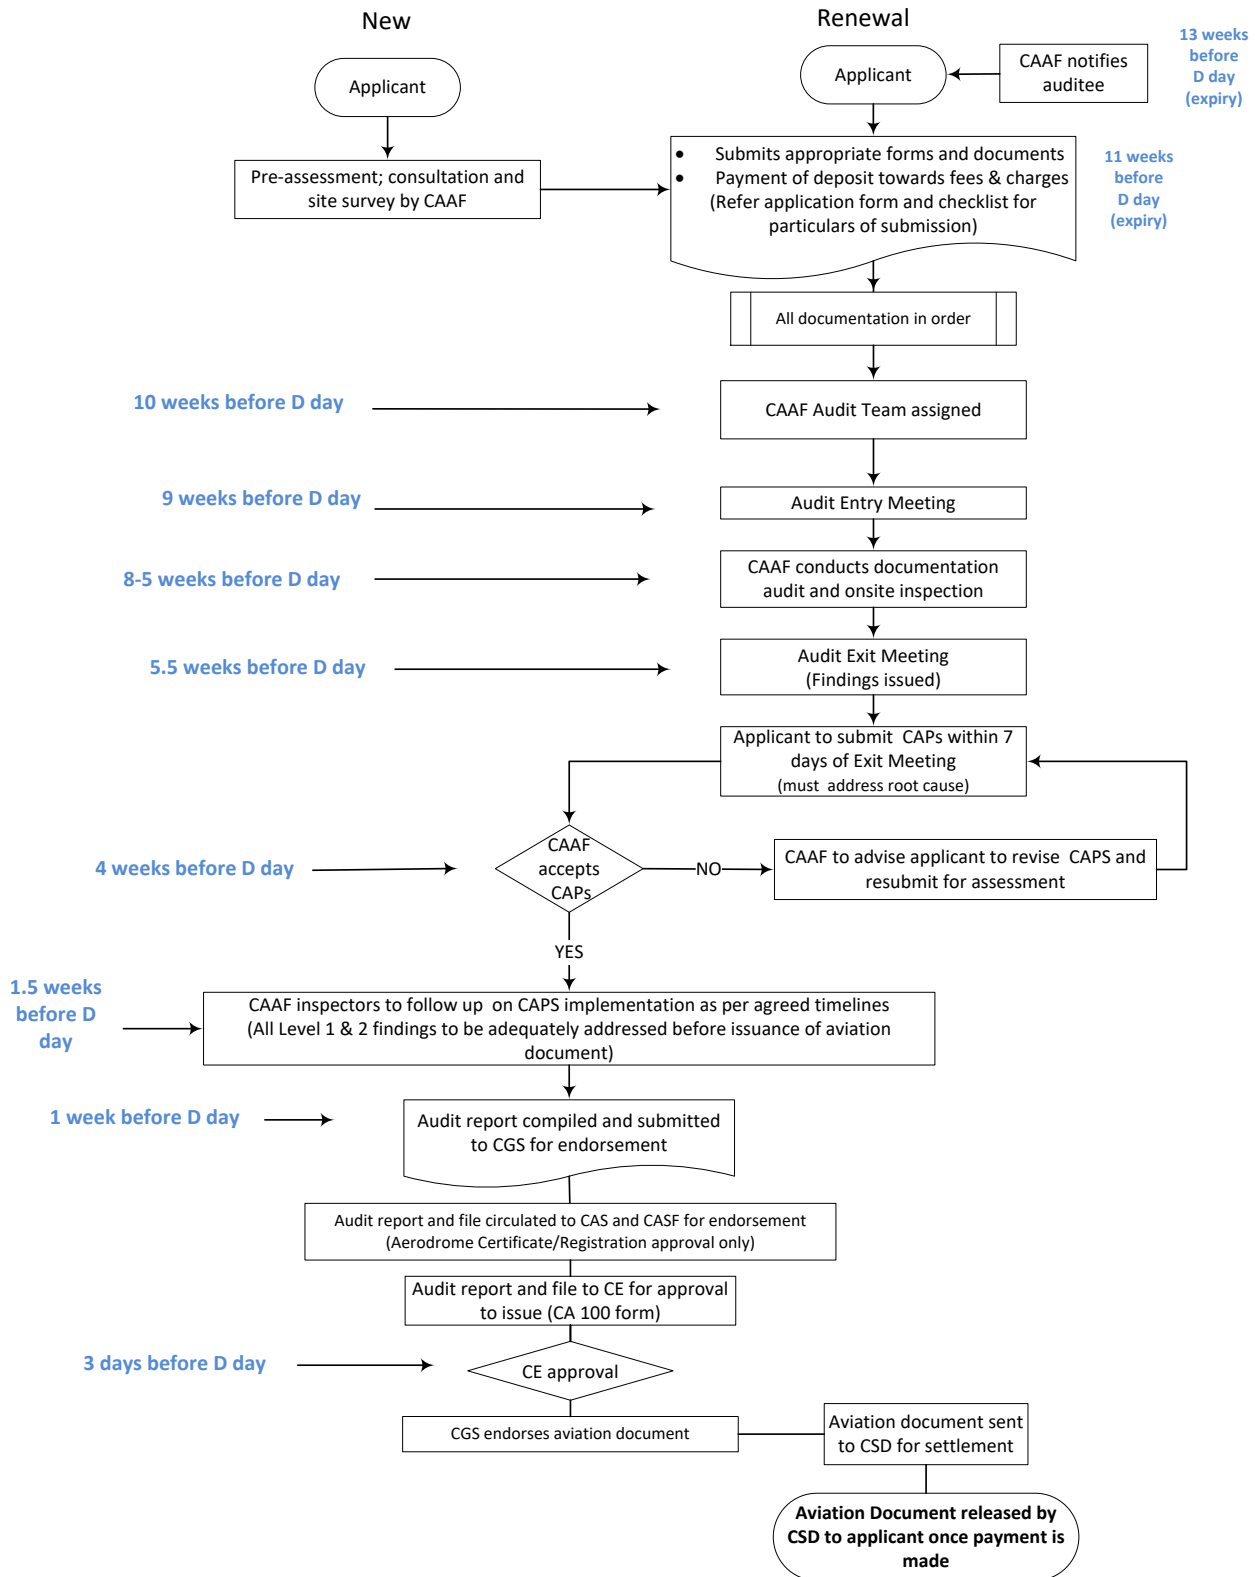 New
Renewal
Applicant
Applicant
CAAF notifies
auditee
13 weeks
before
D day
(expiry)
Pre-assessment; consultation and
site survey by CAAF
• Submits appropriate forms and documents
• Payment of deposit towards fees & charges
(Refer application form and checklist for
particulars of submission)
11 weeks
before
D day
(expiry)
All documentation in order
10 weeks before D day
CAAF Audit Team assigned
9 weeks before D day
Audit Entry Meeting
8-5 weeks before D day
CAAF conducts documentation
audit and onsite inspection
5.5 weeks before D day
Audit Exit Meeting
(Findings issued)
Applicant to submit CAPs within 7
days of Exit Meeting
(must address root cause)
4 weeks before D day
CAAF
accepts
CAPs
NO
CAAF to advise applicant to revise CAPS and
resubmit for assessment
YES
1.5 weeks
before D
day
CAAF inspectors to follow up on CAPS implementation as per agreed timelines
(All Level 1 & 2 findings to be adequately addressed before issuance of aviation
document)
1 week before D day
Audit report compiled and submitted
to CGS for endorsement
Audit report and file circulated to CAS and CASF for endorsement
(Aerodrome Certificate/Registration approval only)
Audit report and file to CE for approval
to issue (CA 100 form)
3 days before D day
CE approval
CGS endorses aviation document
Aviation document sent
to CSD for settlement
Aviation Document released by
CSD to applicant once payment is
made